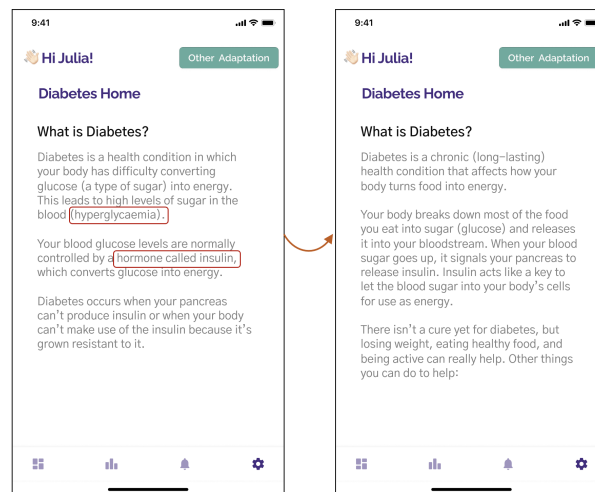 9:41
Hi Julia!
Other Adaptation
Diabetes Home
What is Diabetes?
Diabetes is a health condition in which
your body has difficulty converting
glucose (a type of sugar) into energy.
This leads to high levels of sugar in the
blood (hyperglycaemia).
Your blood glucose levels are normally
controlled by a hormone called insulin,
which converts glucose into energy.
Diabetes occurs when your pancreas
can't produce insulin or when your body
can't make use of the insulin because it's
grown resistant to it.
9:41
Hi Julia!
Other Adaptation
Diabetes Home
What is Diabetes?
Diabetes is a chronic (long-lasting)
health condition that affects how your
body turns food into energy.
Your body breaks down most of the food
you eat into sugar (glucose) and releases
it into your bloodstream. When your blood
sugar goes up, it signals your pancreas to
release insulin. Insulin acts like a key to
let the blood sugar into your body's cells
for use as energy.
There isn't a cure yet for diabetes, but
losing weight, eating healthy food, and
being active can really help. Other things
you can do to help: